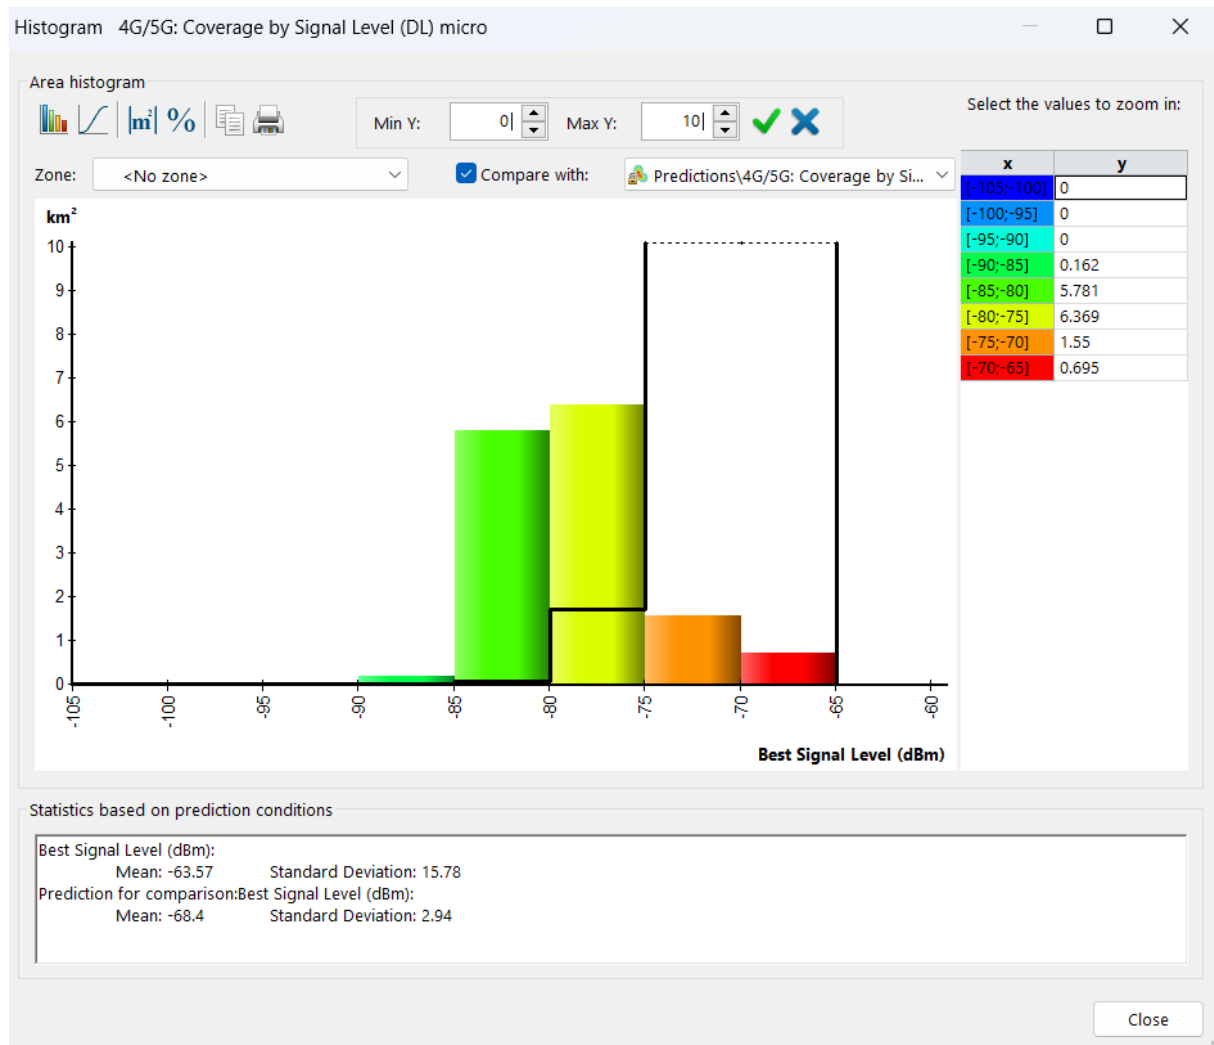 Histogram 4G/5G: Coverage by Signal Level (DL) micro
Area histogram
m² %
Min Y: 0
Max Y: 10
Select the values to zoom in:
Zone: <No zone>
Compare with: Predictions\4G/5G: Coverage by Si...
x y
[-105;-100] 0
[-100;-95] 0
[-95;-90] 0
[-90;-85] 0.162
[-85;-80] 5.781
[-80;-75] 6.369
[-75;-70] 1.55
[-70;-65] 0.695
km²
10
9
8
7
6
5
4
3
2
1
0
-105 -100 -95 -90 -85 -80 -75 -70 -65 -60
Best Signal Level (dBm)
Statistics based on prediction conditions
Best Signal Level (dBm):
Mean: -63.57 Standard Deviation: 15.78
Prediction for comparison:Best Signal Level (dBm):
Mean: -68.4 Standard Deviation: 2.94
Close